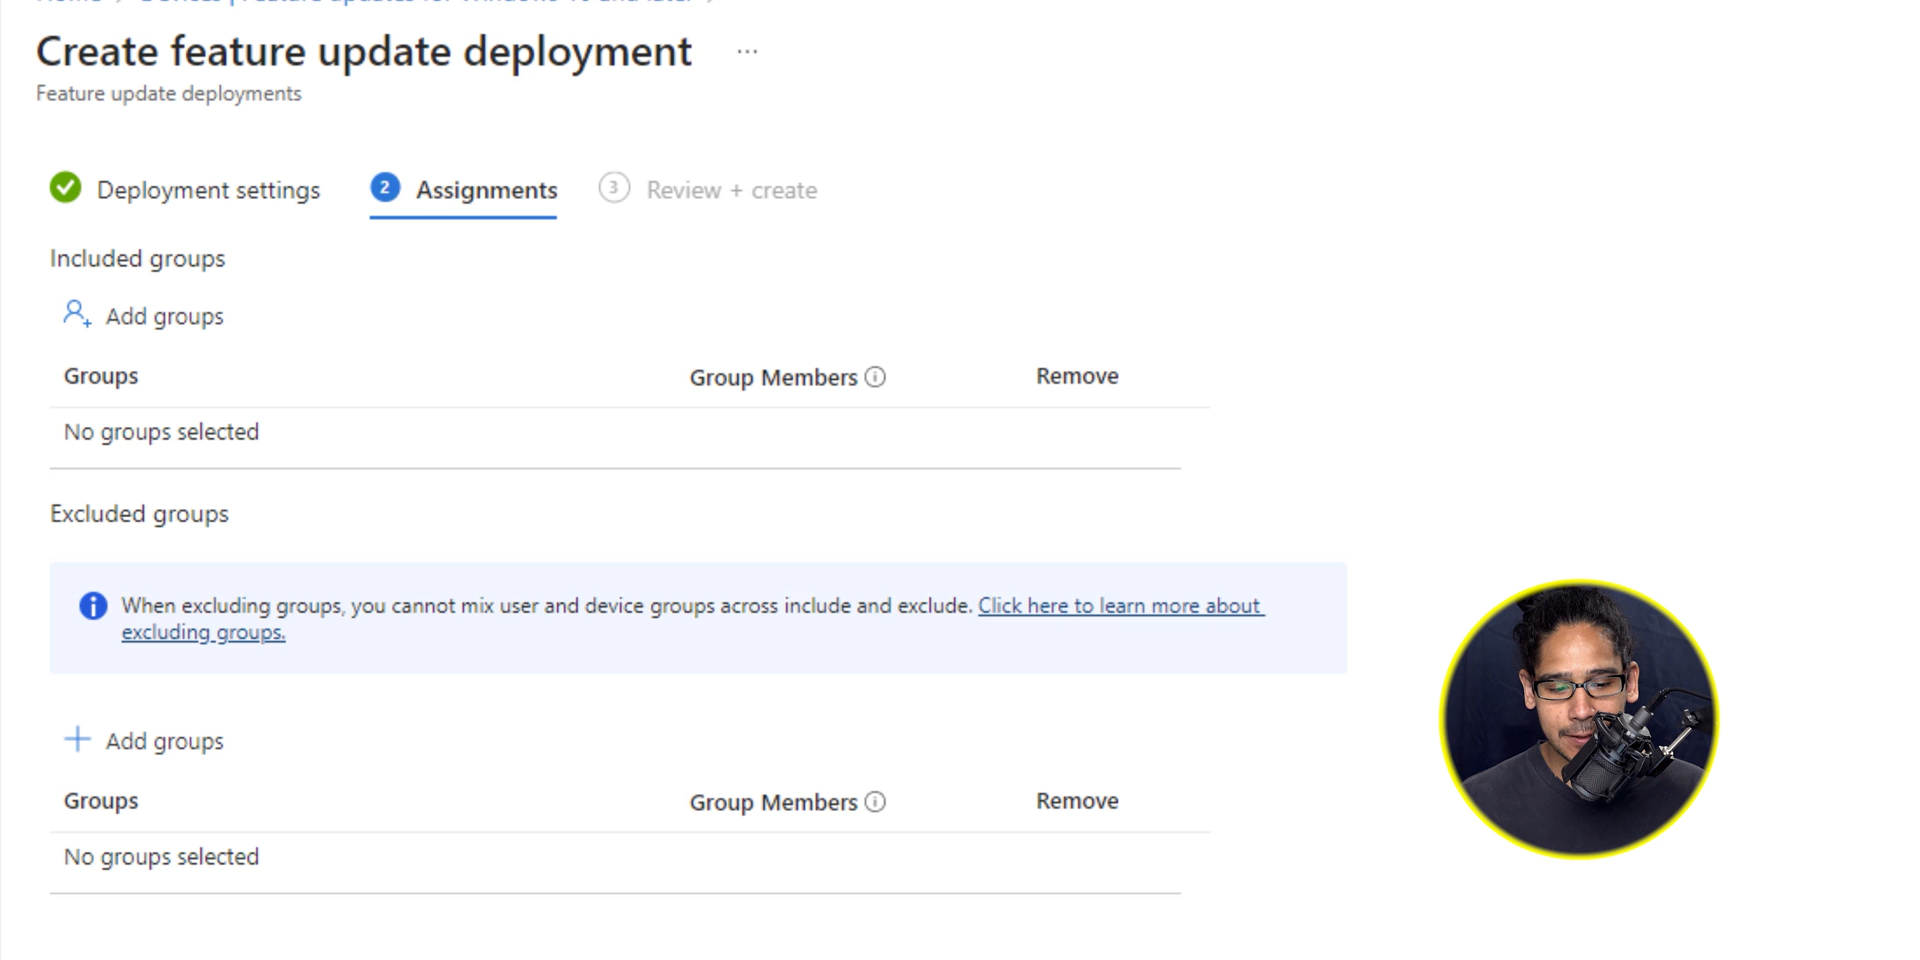 Create feature update deployment ...
Feature update deployments
Deployment settings 2 Assignments 3 Review + create
Included groups
Add groups
Groups Group Members Remove
No groups selected
Excluded groups
When excluding groups, you cannot mix user and device groups across include and exclude. Click here to learn more about
excluding groups.
Add groups
Groups Group Members Remove
No groups selected